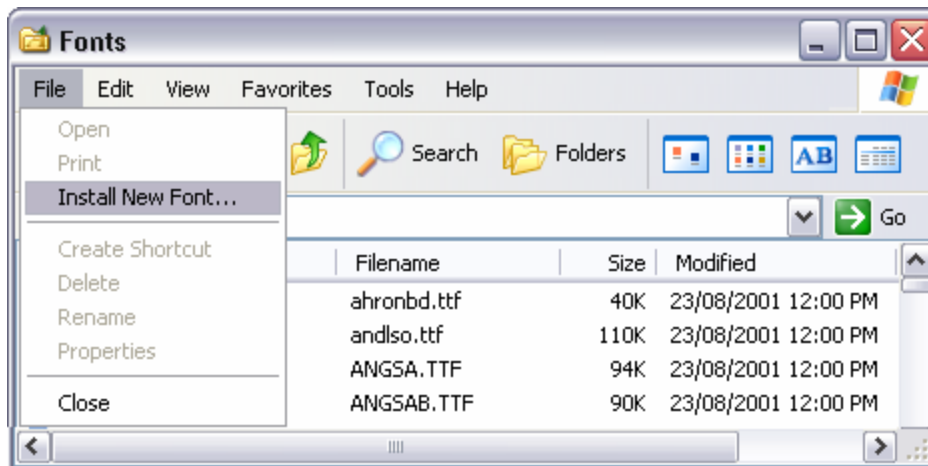 Fonts
File Edit View Favorites Tools Help
Open
Print
Search Folders AB
Install New Font...
Go
Create Shortcut
Delete
Rename
Properties
Close
Filename Size Modified
ahronbd.ttf 40K 23/08/2001 12:00 PM
andlso.ttf 110K 23/08/2001 12:00 PM
ANGSA.TTF 94K 23/08/2001 12:00 PM
ANGSAB.TTF 90K 23/08/2001 12:00 PM